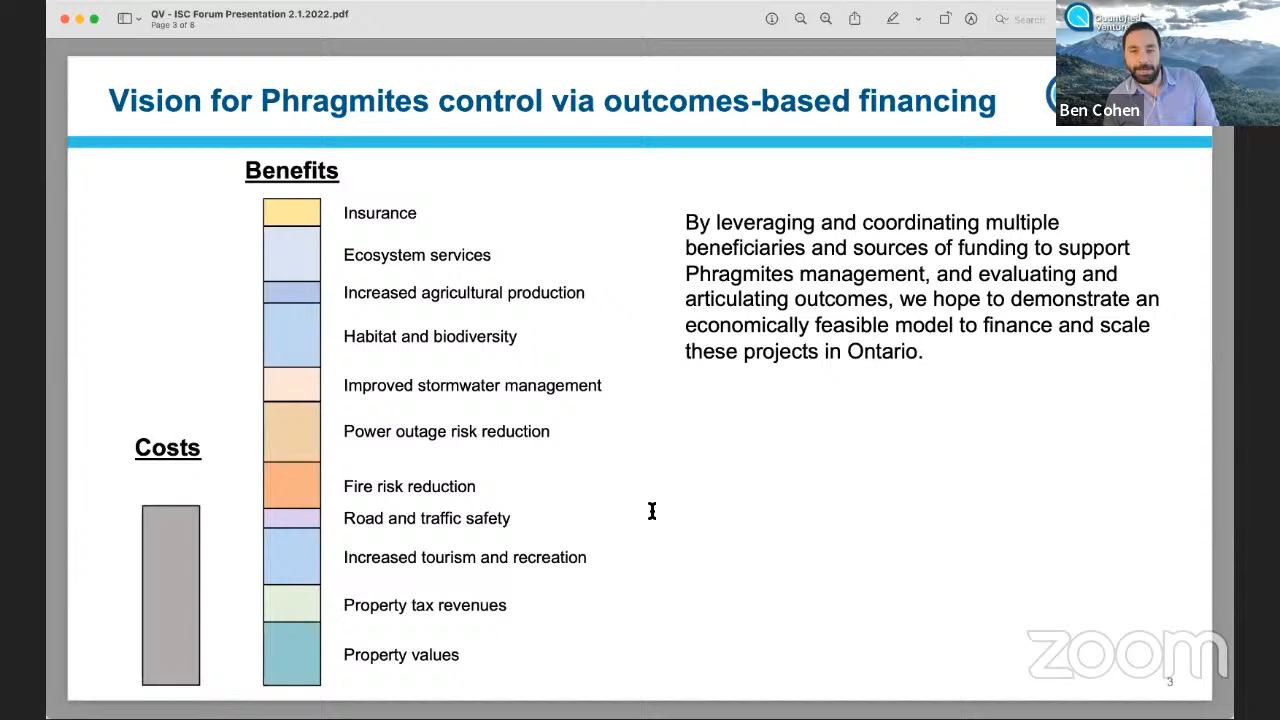 QV - ISC Forum Presentation 2.1.2022.pdf
Page 3 of 6
Search
Quantified
Ventures
Ben Cohen
Vision for Phragmites control via outcomes-based financing
Benefits
Insurance
Ecosystem services
Increased agricultural production
Habitat and biodiversity
Improved stormwater management
Power outage risk reduction
Fire risk reduction
Road and traffic safety
Increased tourism and recreation
Property tax revenues
Property values
Costs
By leveraging and coordinating multiple
beneficiaries and sources of funding to support
Phragmites management, and evaluating and
articulating outcomes, we hope to demonstrate an
economically feasible model to finance and scale
these projects in Ontario.
zoom
3